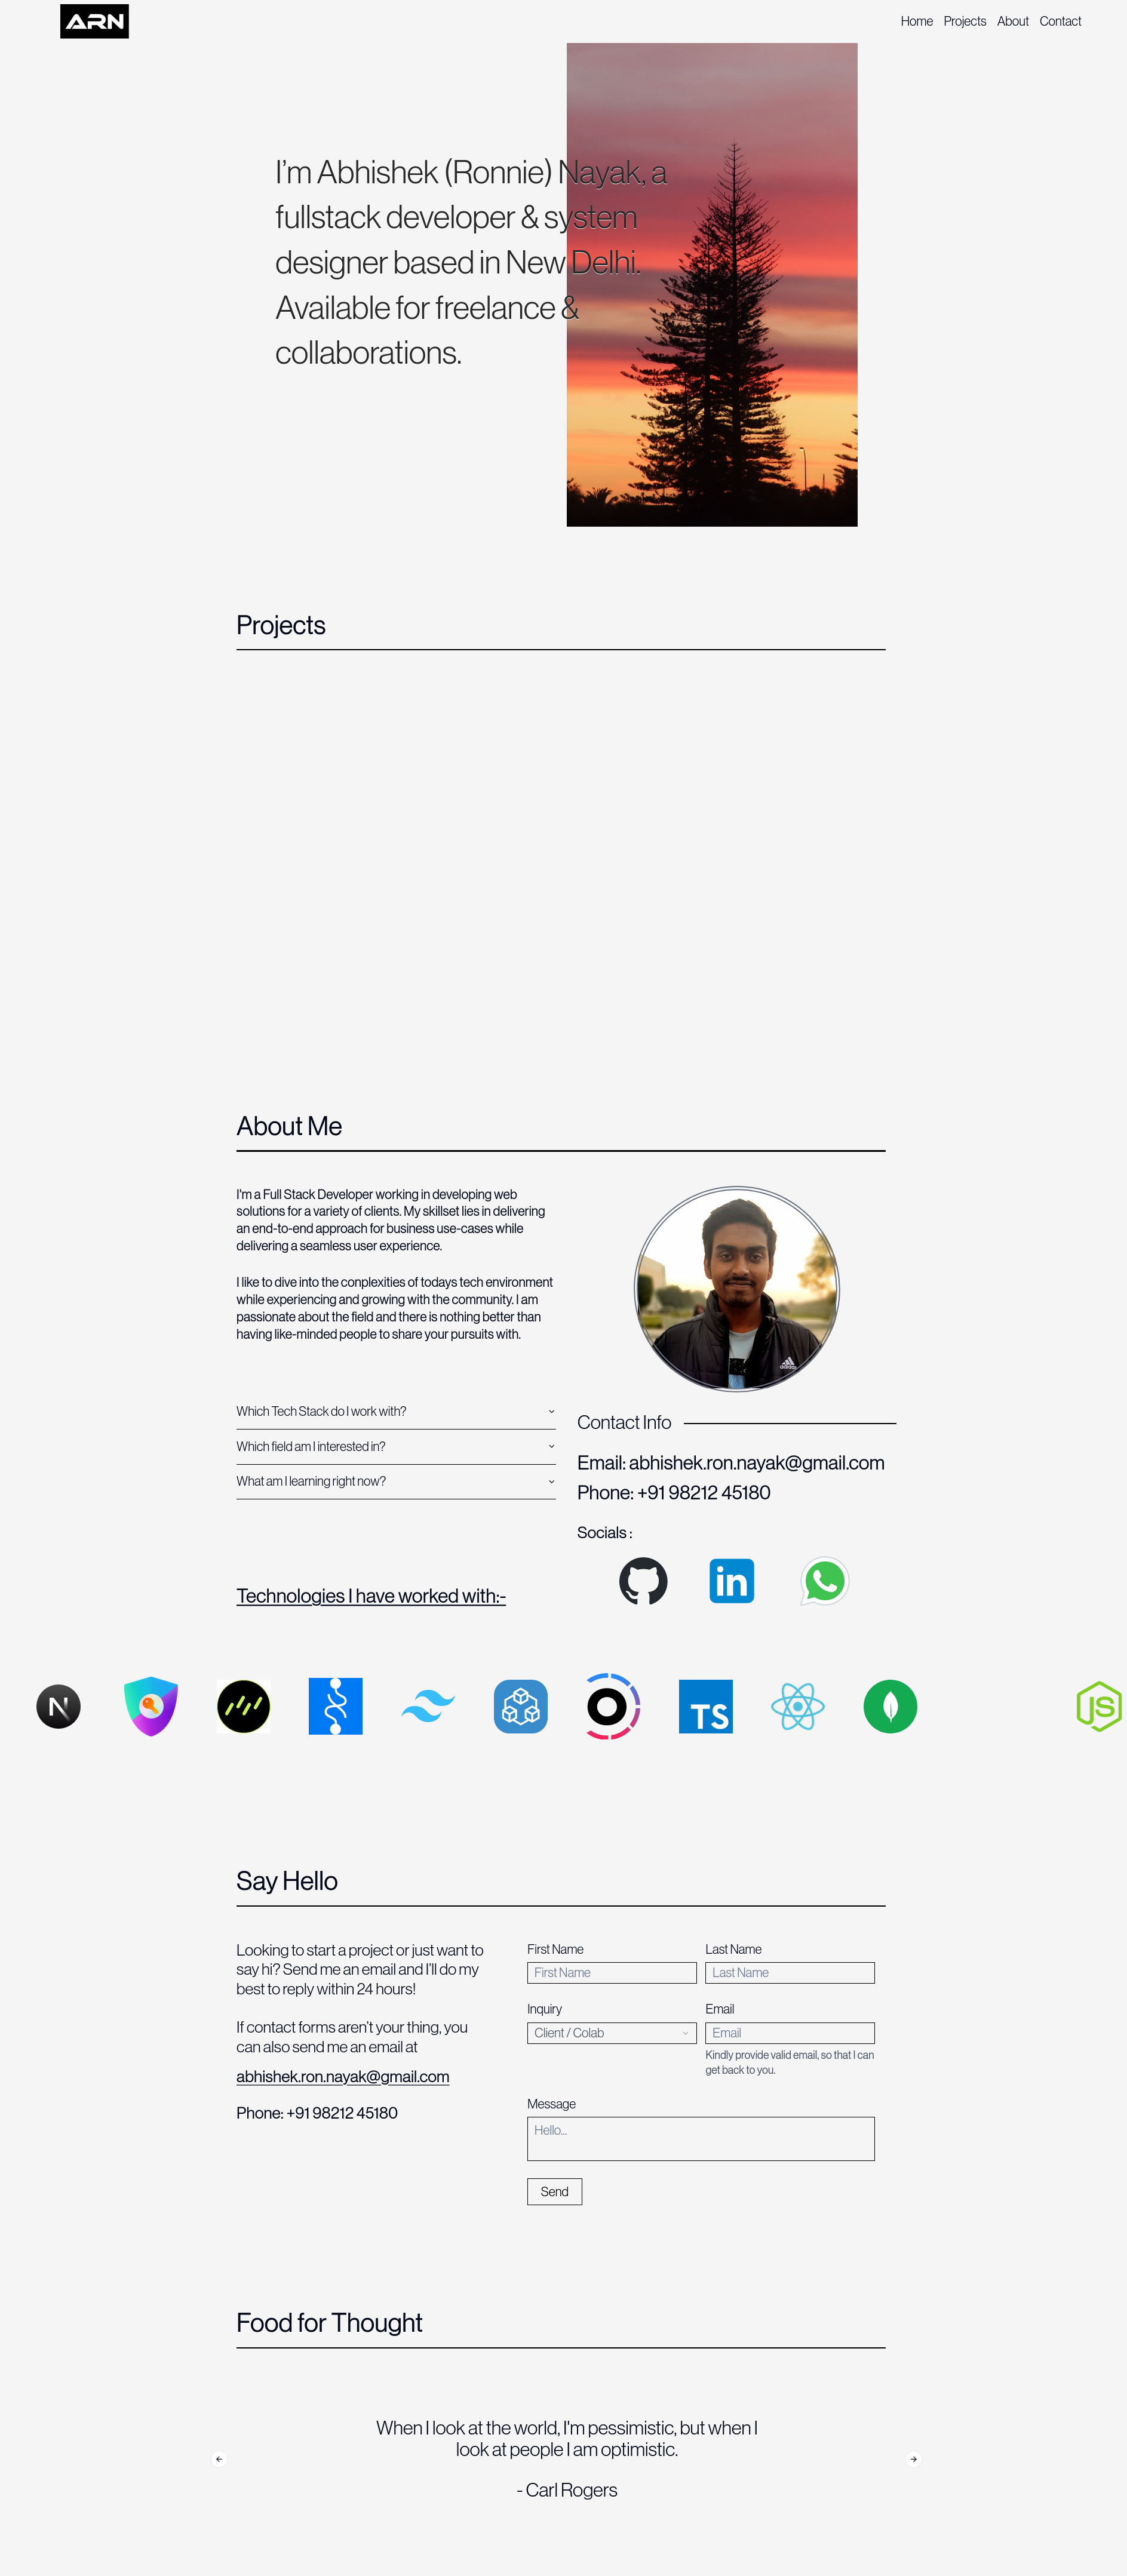 ARN
Home Projects About Contact
I’m Abhishek (Ronnie) Nayak, a
fullstack developer & system
designer based in New Delhi.
Available for freelance &
collaborations.
Projects
About Me
I'm a Full Stack Developer working in developing web
solutions for a variety of clients. My skillset lies in delivering
an end-to-end approach for business use-cases while
delivering a seamless user experience.
I like to dive into the conplexities of todays tech environment
while experiencing and growing with the community. I am
passionate about the field and there is nothing better than
having like-minded people to share your pursuits with.
adidas
Which Tech Stack do I work with?
Which field am I interested in?
What am I learning right now?
Contact Info
Email: abhishek.ron.nayak@gmail.com
Phone: +91 98212 45180
Socials :
in
Technologies I have worked with:-
N
TS
JS
Say Hello
Looking to start a project or just want to
say hi? Send me an email and I’ll do my
best to reply within 24 hours!
If contact forms aren’t your thing, you
can also send me an email at
abhishek.ron.nayak@gmail.com
Phone: +91 98212 45180
First Name Last Name
First Name Last Name
Inquiry Email
Client / Colab Email
Kindly provide valid email, so that I can
get back to you.
Message
Hello...
Send
Food for Thought
When I look at the world, I'm pessimistic, but when I
look at people I am optimistic.
- Carl Rogers